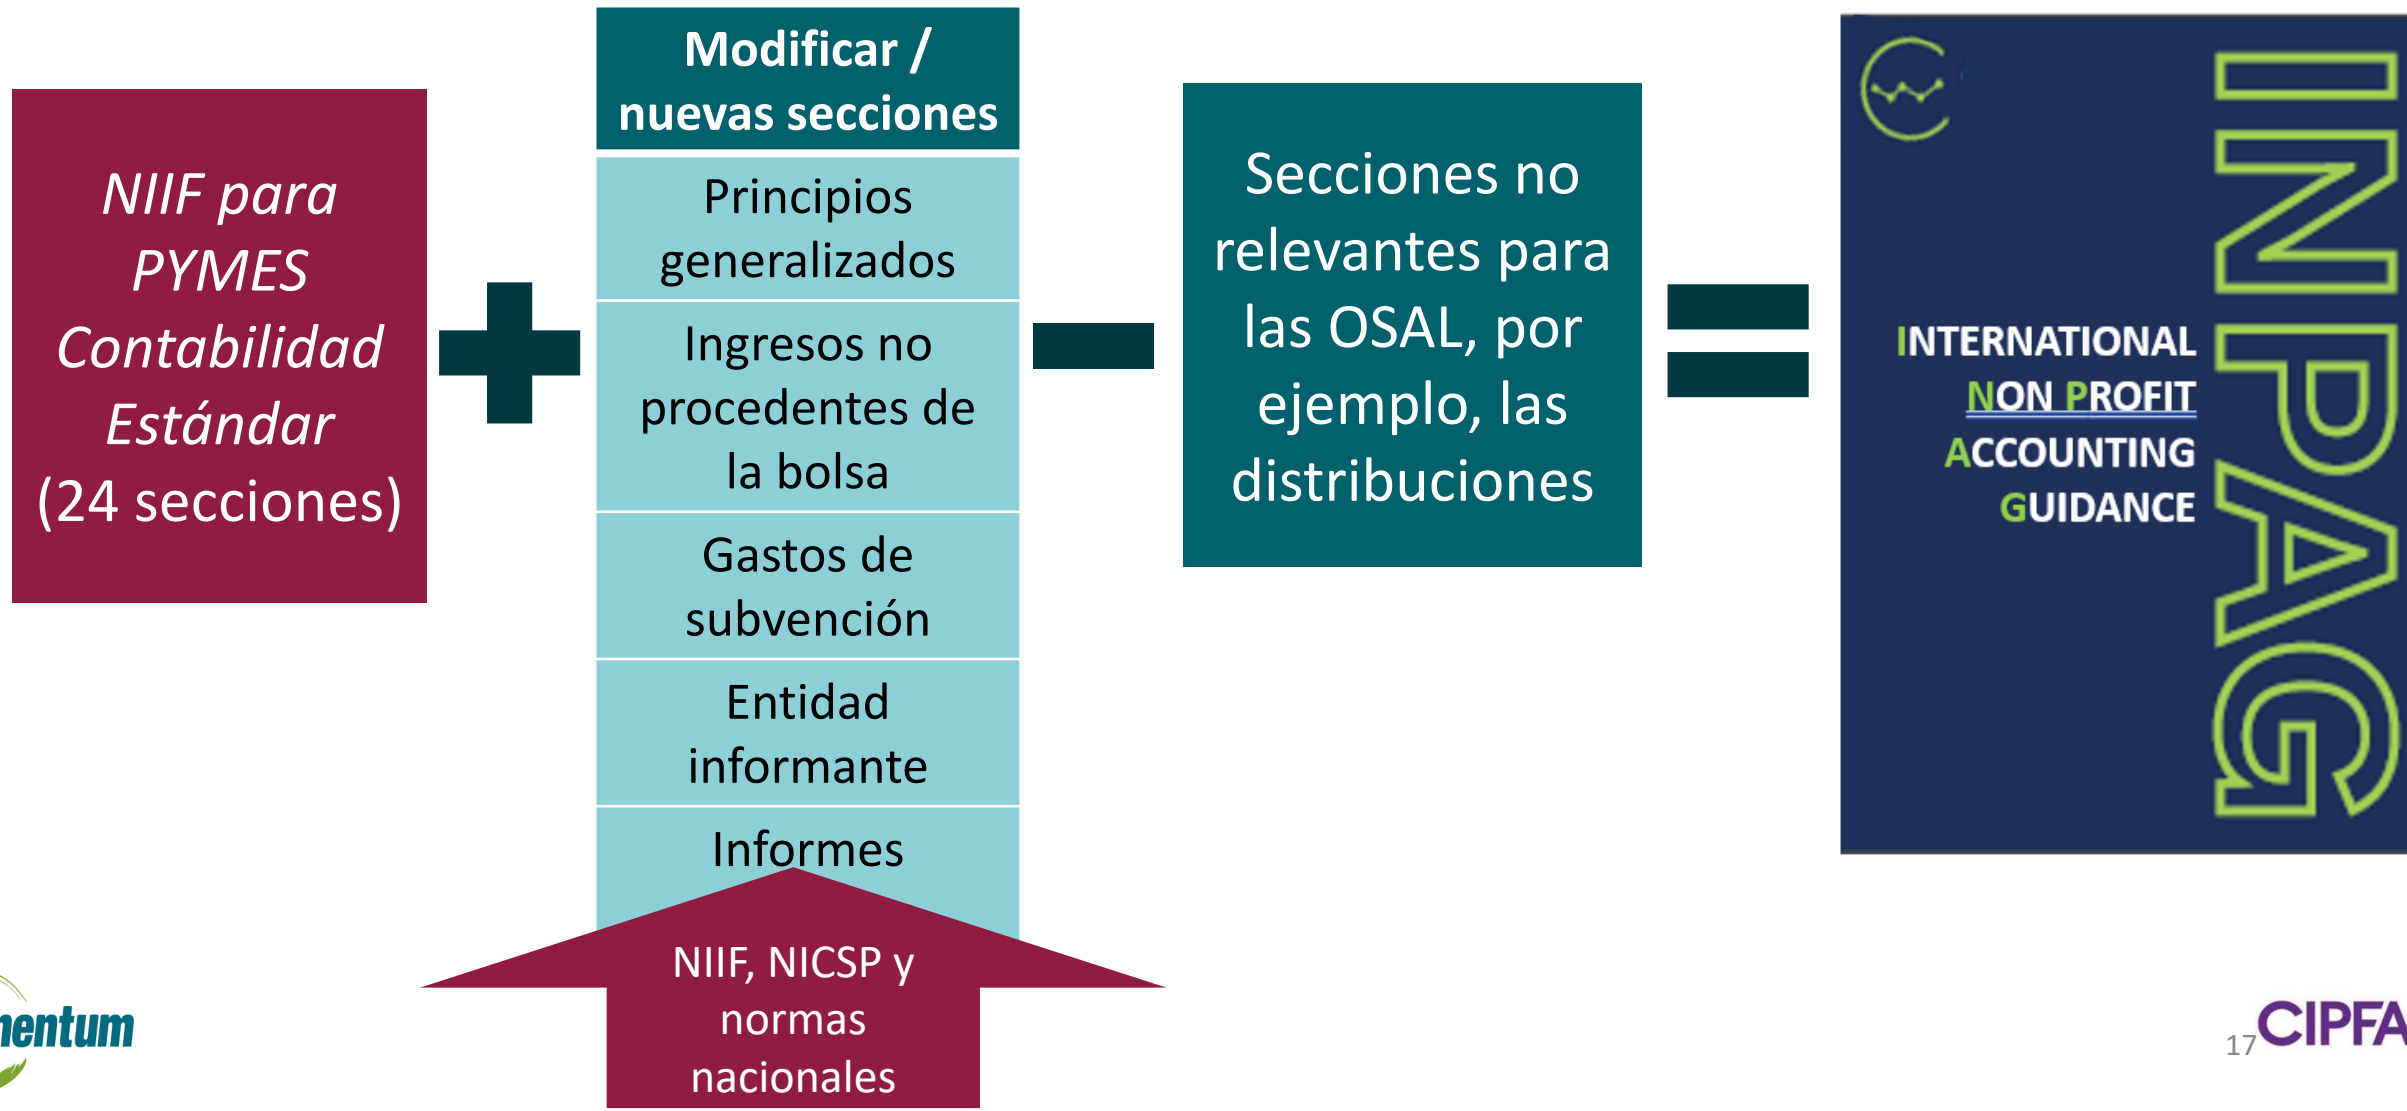 NIIF para
PYMES
Contabilidad
Estándar
(24 secciones)
Modificar /
nuevas secciones
Principios
generalizados
Ingresos no
procedentes de
la bolsa
Gastos de
subvención
Entidad
informante
Informes
NIIF, NICSP y
normas
nacionales
Secciones no
relevantes para
las OSAL, por
ejemplo, las
distribuciones
INTERNATIONAL
NON PROFIT
ACCOUNTING
GUIDANCE
INPAG
mentum
17
CIPFA